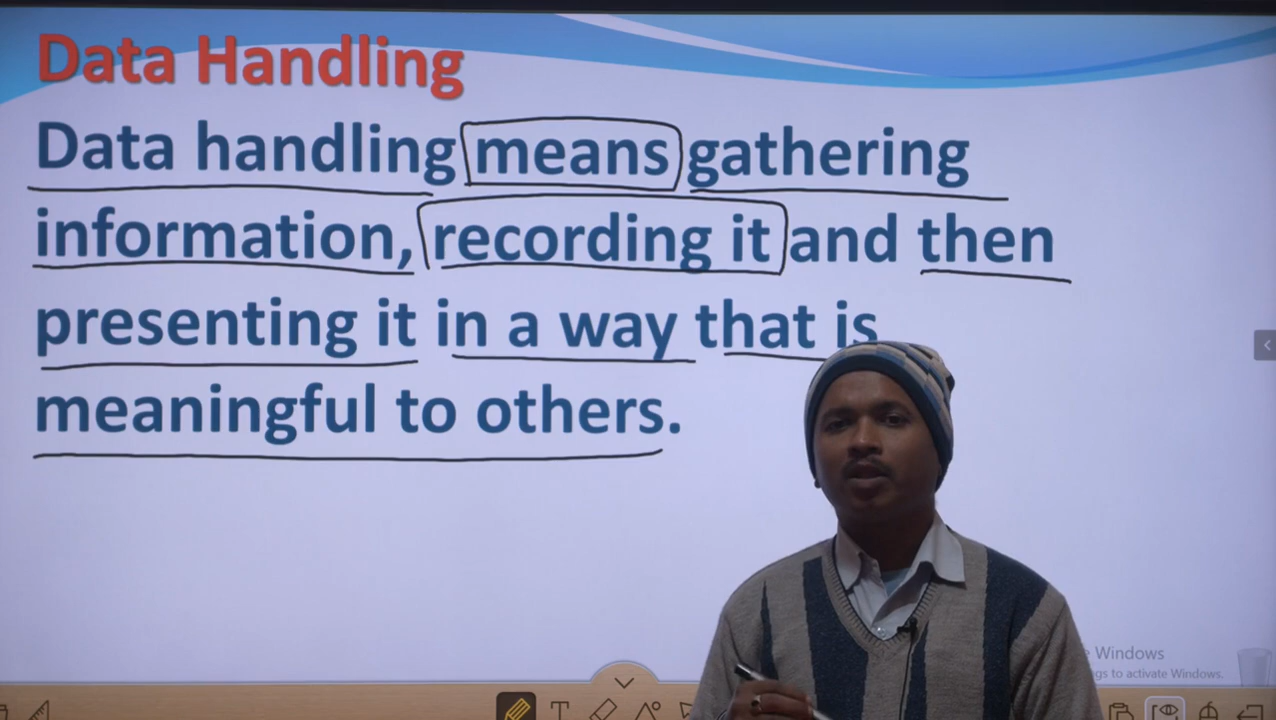 Data Handling
Data handling means gathering
information, recording it and then
presenting it in a way that is
meaningful to others.
Windows
to activate Windows.